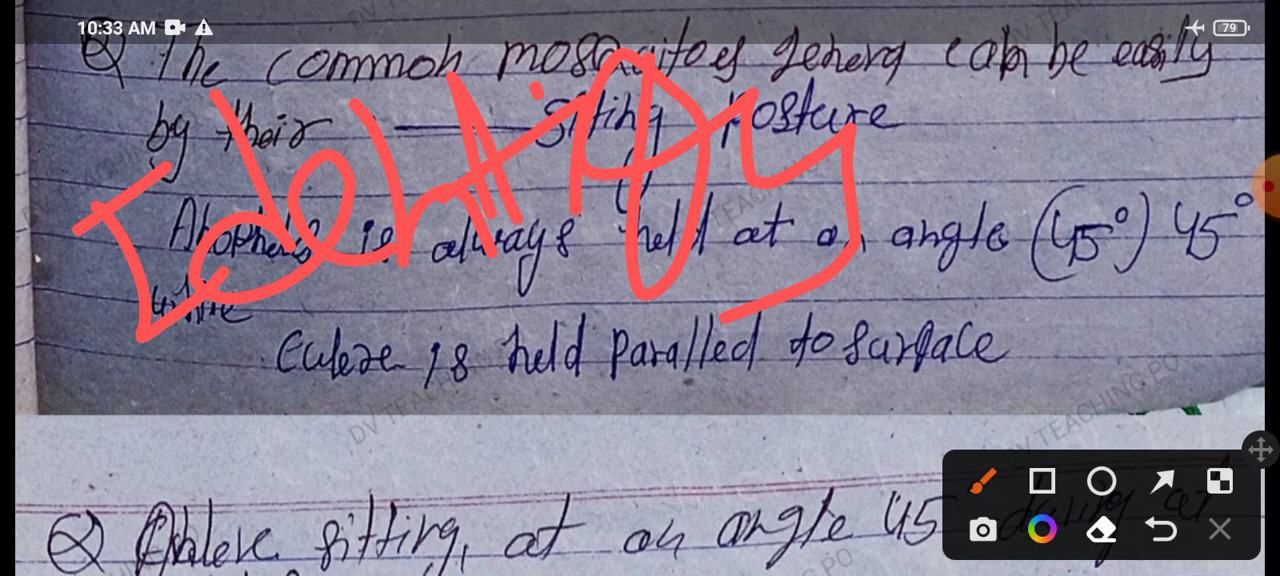 10:33 AM
79
Q The common mosquitoes genera can be easily
Identify
by their sitting posture
Anopheles is always held at an angle (45°) 45°
while
Culex is held paralled to surface
Q sitting, at an angle 45
DV TEACHING PO